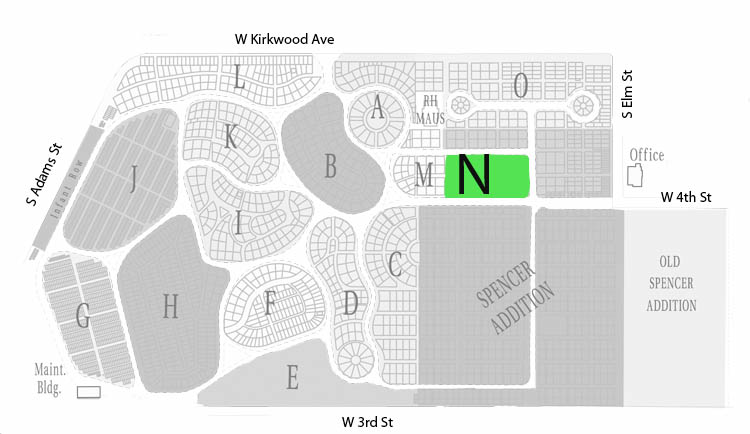 W Kirkwood Ave
L
O
S Elm St
A
RH
MAUS
K
B
M
N
Office
J
S Adams St
Infant Row
W 4th St
I
C
OLD
SPENCER
ADDITION
SPENCER
ADDITION
G
H
F
D
Maint.
Bldg.
E
W 3rd St